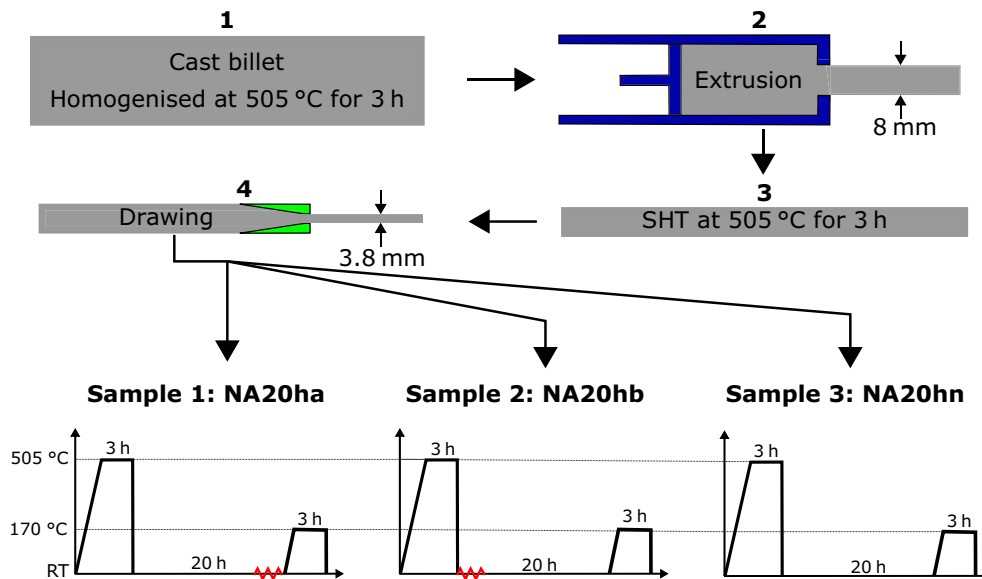 1
Cast billet
Homogenised at 505 °C for 3 h
2
Extrusion
8 mm
3
SHT at 505 °C for 3 h
4
Drawing
3.8 mm
Sample 1: NA20ha
Sample 2: NA20hb
Sample 3: NA20hn
505 °C
170 °C
RT
3 h
20 h
3 h
3 h
20 h
3 h
3 h
20 h
3 h